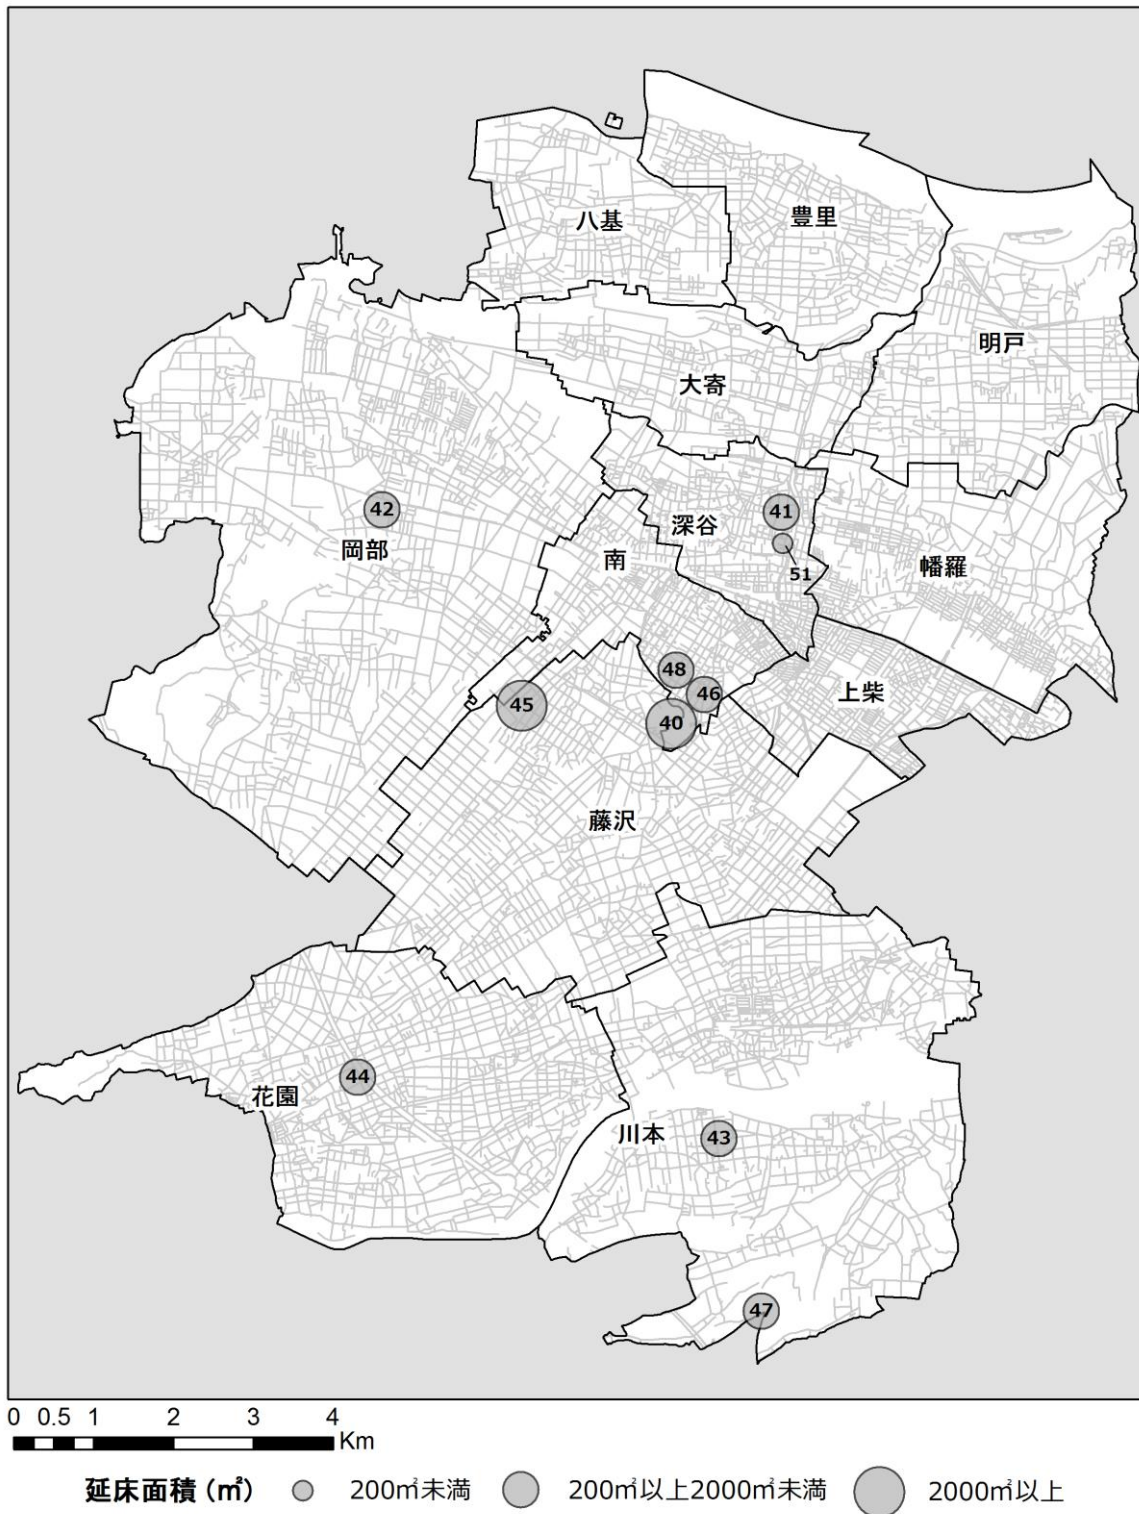 八基
豊里
明戸
大寄
42
岡部
深谷
41
51
南
幡羅
48
46
45
40
上柴
藤沢
44
花園
川本
43
47
0 0.5 1 2 3 4
Km
延床面積(㎡) 200㎡未満 200㎡以上2000㎡未満 2000㎡以上